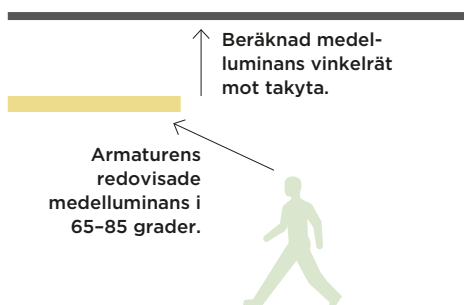 Beräknad medel-
luminans vinkelrät
mot takyta.
Armaturens
redovisade
medelluminans i
65–85 grader.